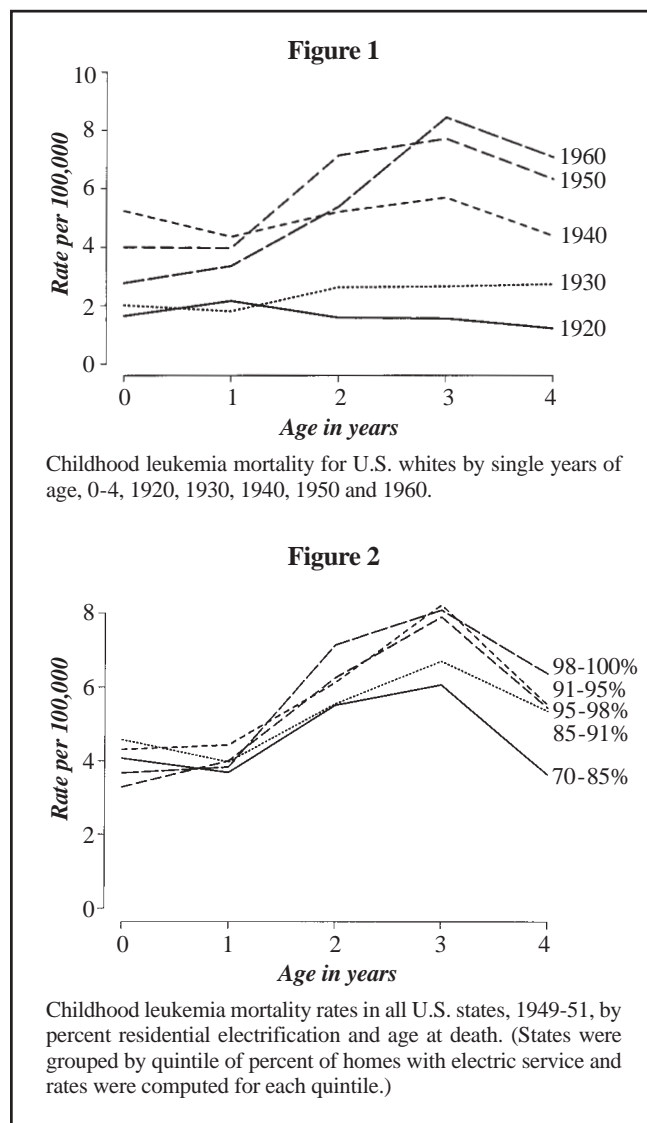 Figure 1
10
8
6
4
2
0
Rate per 100,000
1960
1950
1940
1930
1920
0 1 2 3 4
Age in years
Childhood leukemia mortality for U.S. whites by single years of
age, 0-4, 1920, 1930, 1940, 1950 and 1960.
Figure 2
8
6
4
2
0
Rate per 100,000
98-100%
91-95%
95-98%
85-91%
70-85%
0 1 2 3 4
Age in years
Childhood leukemia mortality rates in all U.S. states, 1949-51, by
percent residential electrification and age at death. (States were
grouped by quintile of percent of homes with electric service and
rates were computed for each quintile.)